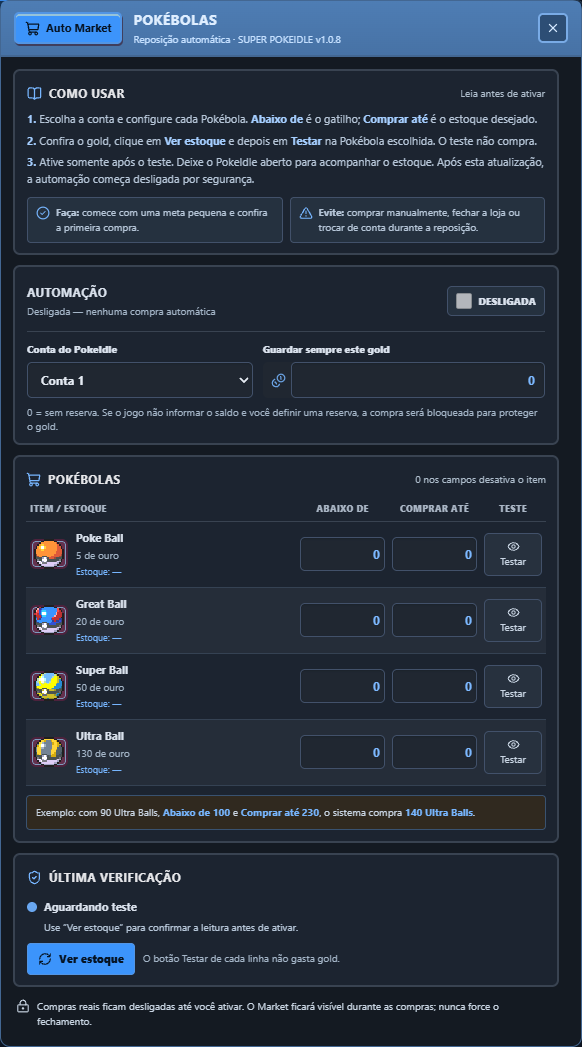 Auto Market
POKÉBOLAS
Reposição automática · SUPER POKEIDLE v1.0.8
COMO USAR
Leia antes de ativar
1. Escolha a conta e configure cada Pokébola. Abaixo de é o gatilho; Comprar até é o estoque desejado.
2. Confira o gold, clique em Ver estoque e depois em Testar na Pokébola escolhida. O teste não compra.
3. Ative somente após o teste. Deixe o PokeIdle aberto para acompanhar o estoque. Após esta atualização,
a automação começa desligada por segurança.
Faça: comece com uma meta pequena e confira
a primeira compra.
Evite: comprar manualmente, fechar a loja ou
trocar de conta durante a reposição.
AUTOMAÇÃO
Desligada — nenhuma compra automática
DESLIGADA
Conta do PokeIdle
Guardar sempre este gold
Conta 1
0
0 = sem reserva. Se o jogo não informar o saldo e você definir uma reserva, a compra será bloqueada para proteger
o gold.
POKÉBOLAS
0 nos campos desativa o item
ITEM / ESTOQUE ABAIXO DE COMPRAR ATÉ TESTE
Poke Ball
5 de ouro
Estoque: —
0 0 Testar
Great Ball
20 de ouro
Estoque: —
0 0 Testar
Super Ball
50 de ouro
Estoque: —
0 0 Testar
Ultra Ball
130 de ouro
Estoque: —
0 0 Testar
Exemplo: com 90 Ultra Balls, Abaixo de 100 e Comprar até 230, o sistema compra 140 Ultra Balls.
ÚLTIMA VERIFICAÇÃO
Aguardando teste
Use "Ver estoque" para confirmar a leitura antes de ativar.
Ver estoque
O botão Testar de cada linha não gasta gold.
Compras reais ficam desligadas até você ativar. O Market ficará visível durante as compras; nunca force o
fechamento.